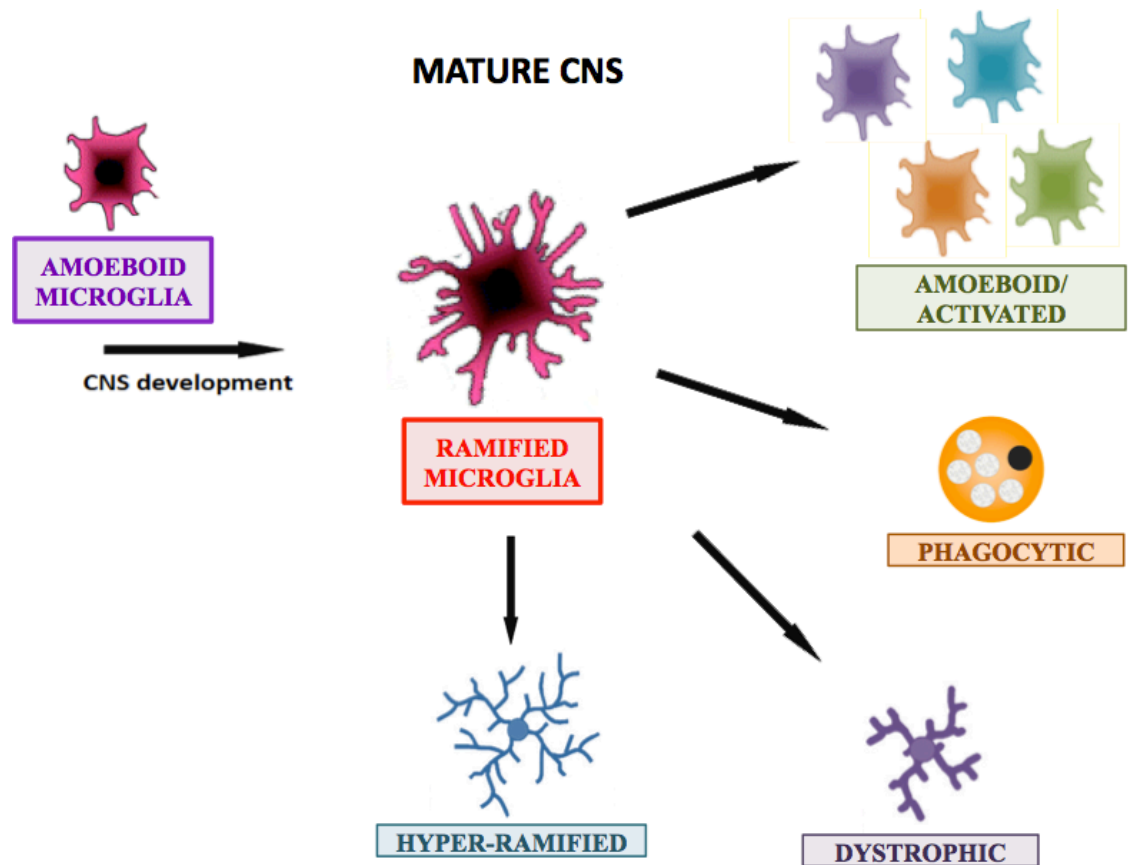 MATURE CNS
AMOEBOID
MICROGLIA
CNS development
RAMIFIED
MICROGLIA
AMOEBOID/
ACTIVATED
PHAGOCYTIC
HYPER-RAMIFIED
DYSTROPHIC